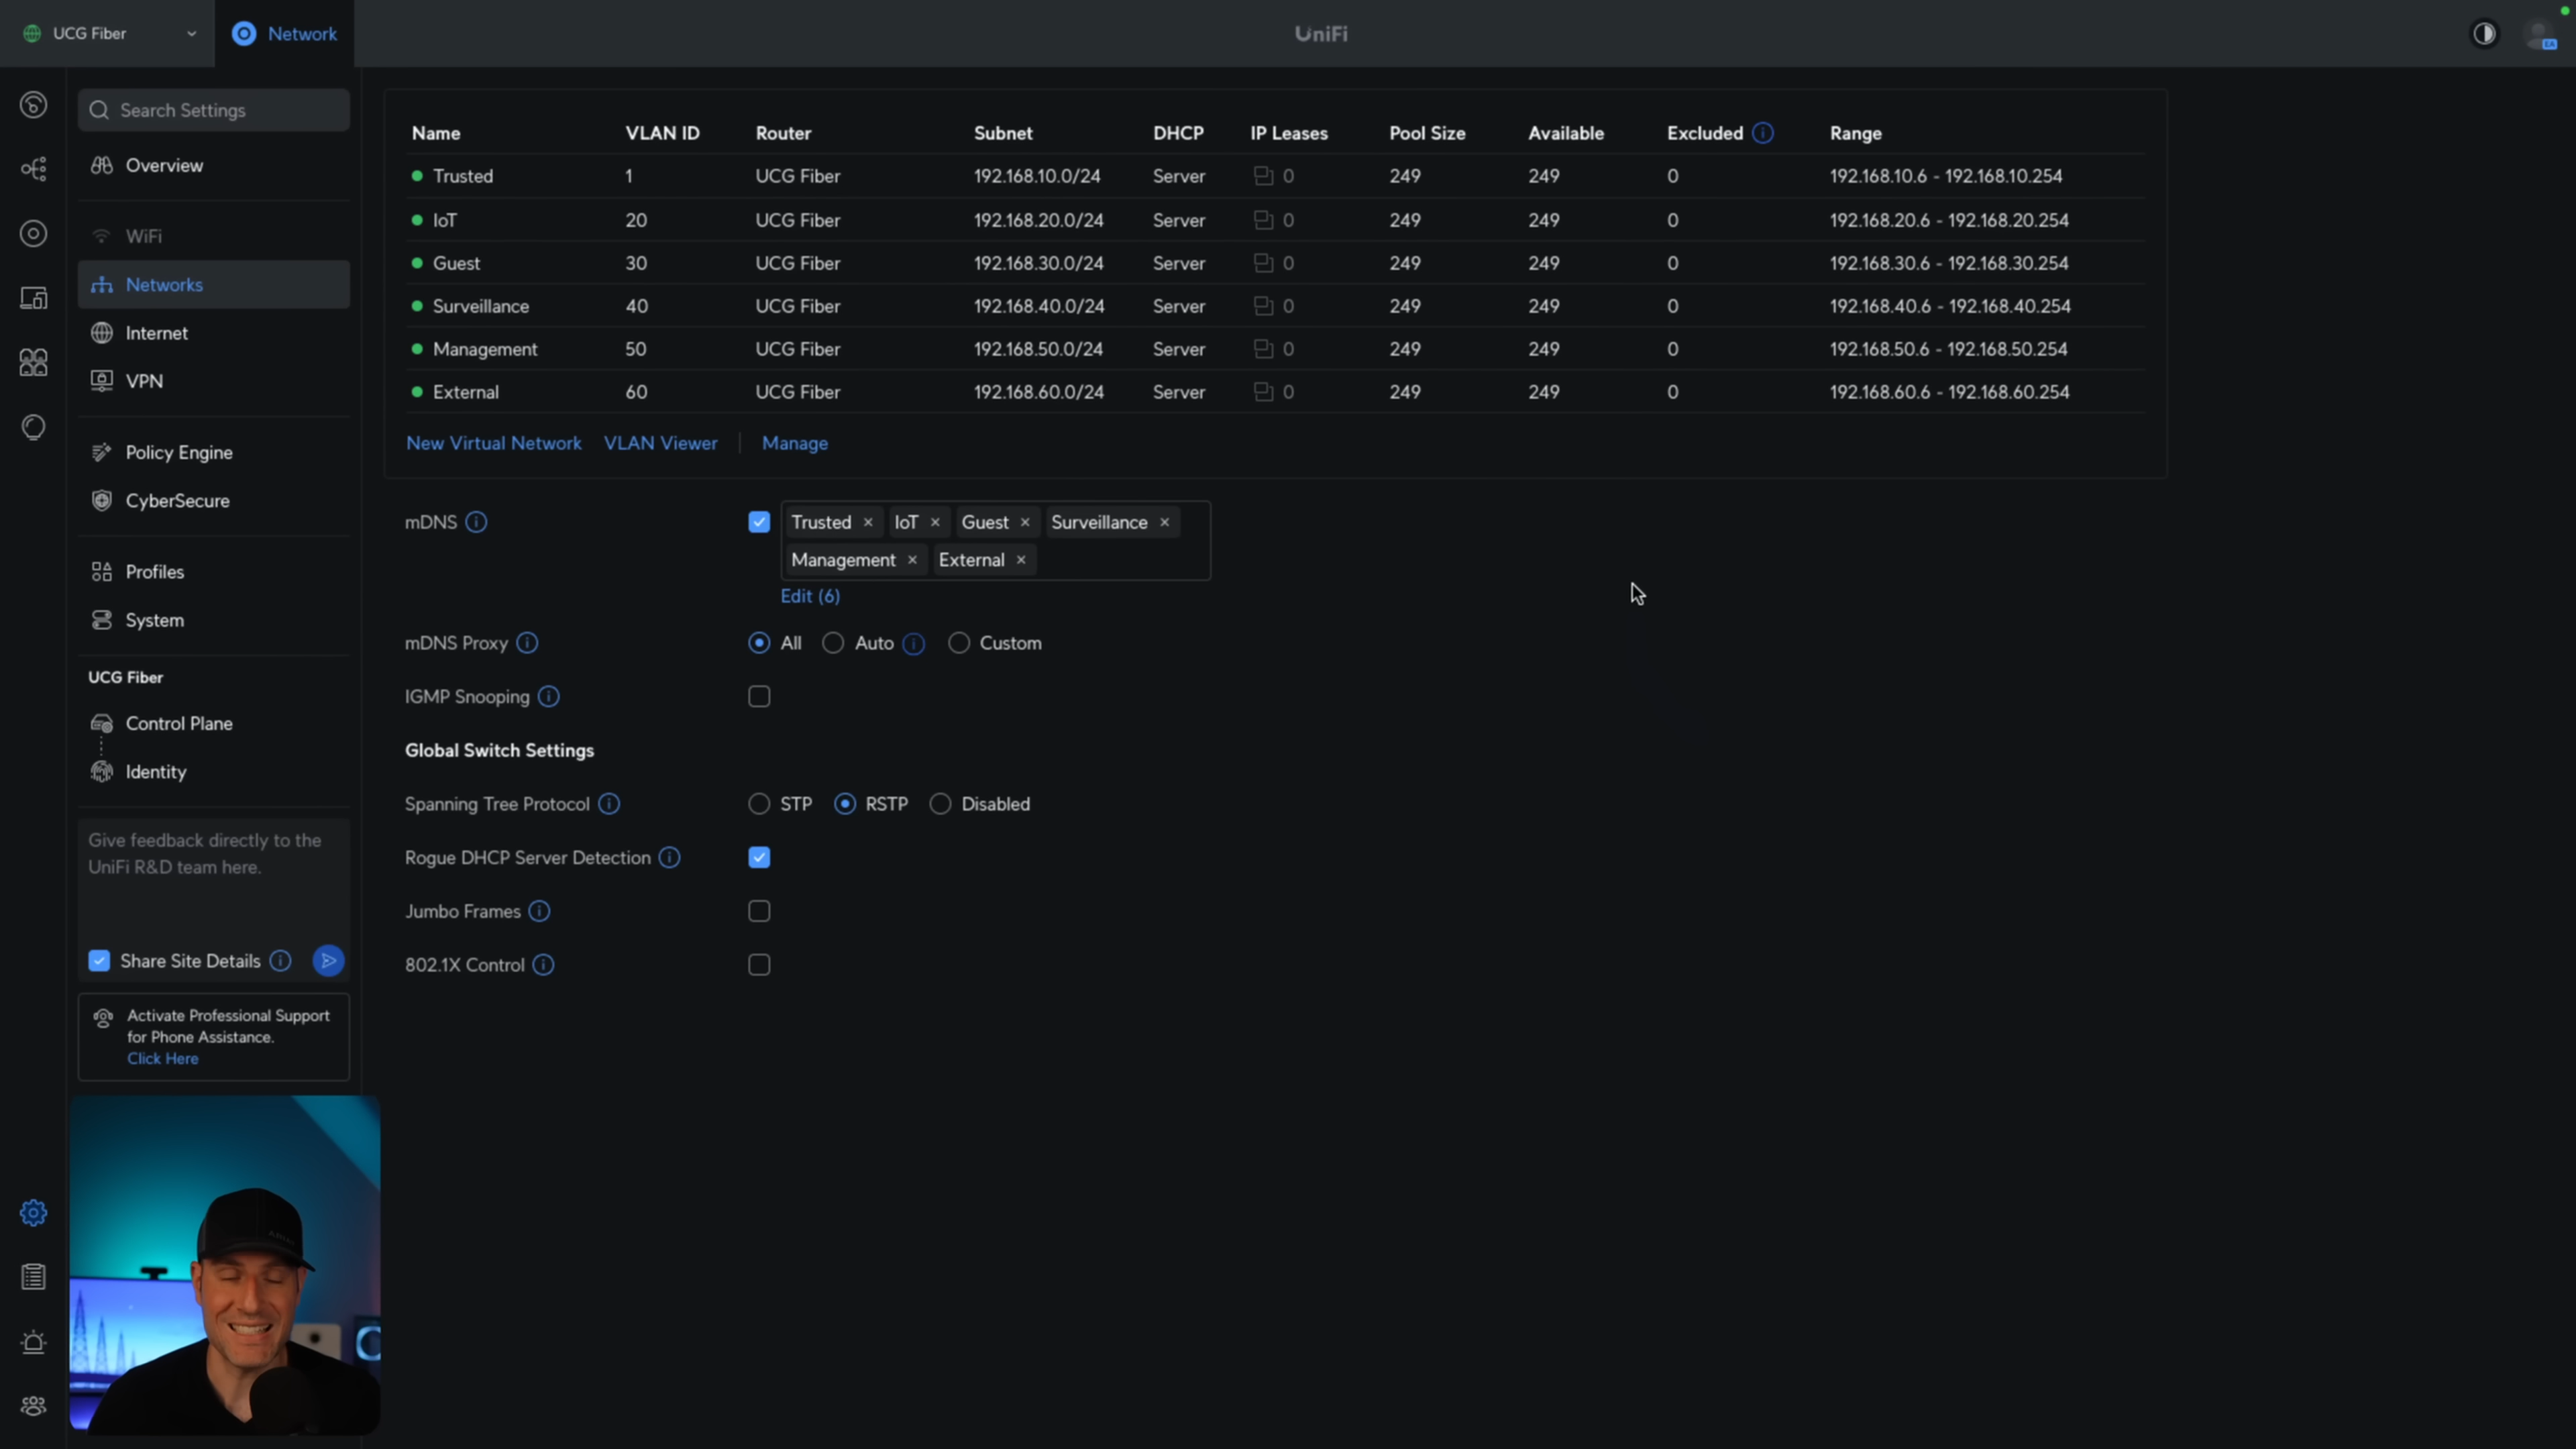 UCG Fiber
Network
UniFi
EA
Search Settings
Overview
WiFi
Networks
Internet
VPN
Policy Engine
CyberSecure
Profiles
System
UCG Fiber
Control Plane
Identity
Give feedback directly to the
UniFi R&D team here.
Share Site Details
Activate Professional Support
for Phone Assistance.
Click Here
Name VLAN ID Router Subnet DHCP IP Leases Pool Size Available Excluded Range
Trusted 1 UCG Fiber 192.168.10.0/24 Server 0 249 249 0 192.168.10.6 - 192.168.10.254
IoT 20 UCG Fiber 192.168.20.0/24 Server 0 249 249 0 192.168.20.6 - 192.168.20.254
Guest 30 UCG Fiber 192.168.30.0/24 Server 0 249 249 0 192.168.30.6 - 192.168.30.254
Surveillance 40 UCG Fiber 192.168.40.0/24 Server 0 249 249 0 192.168.40.6 - 192.168.40.254
Management 50 UCG Fiber 192.168.50.0/24 Server 0 249 249 0 192.168.50.6 - 192.168.50.254
External 60 UCG Fiber 192.168.60.0/24 Server 0 249 249 0 192.168.60.6 - 192.168.60.254
New Virtual Network VLAN Viewer | Manage
mDNS Trusted × IoT × Guest × Surveillance ×
Management × External ×
Edit (6)
mDNS Proxy All Auto Custom
IGMP Snooping
Global Switch Settings
Spanning Tree Protocol STP RSTP Disabled
Rogue DHCP Server Detection
Jumbo Frames
802.1X Control